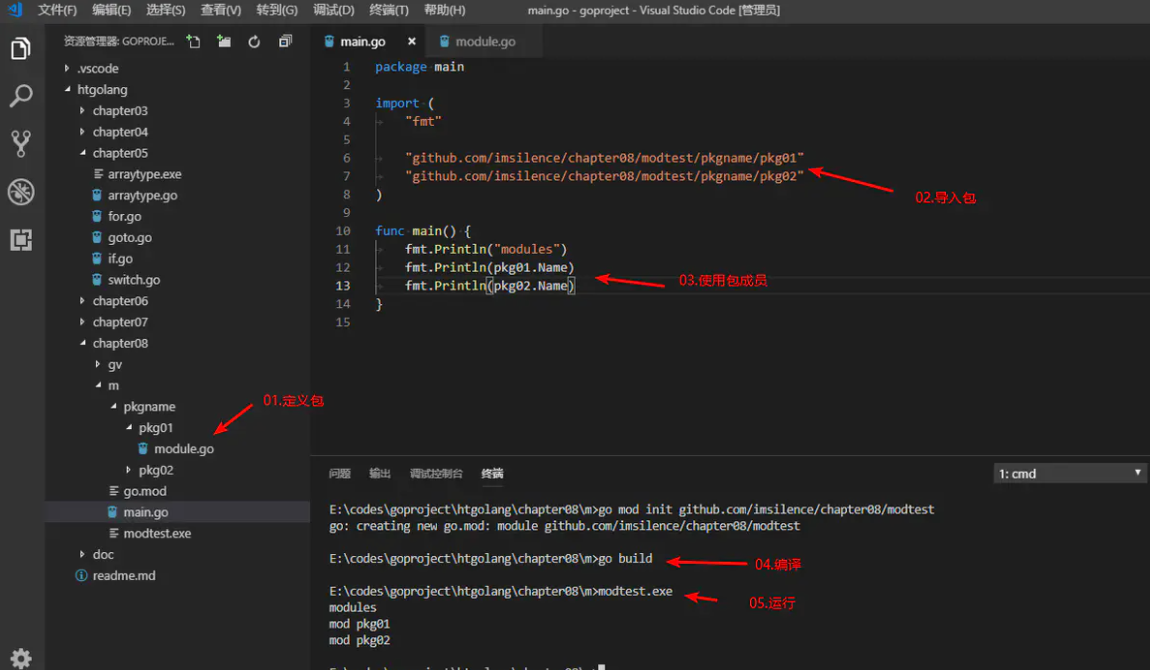 文件(F) 编辑(E) 选择(S) 查看(V) 转到(G) 调试(D) 终端(T) 帮助(H) main.go - goproject - Visual Studio Code [管理员]
资源管理器: GOPROJE...
.vscode
htgolang
chapter03
chapter04
chapter05
arraytype.exe
arraytype.go
for.go
goto.go
if.go
switch.go
chapter06
chapter07
chapter08
gv
m
pkgname
pkg01
module.go
pkg02
go.mod
main.go
modtest.exe
doc
readme.md
01.定义包
main.go × module.go
1 package main
2
3 import (
4 "fmt"
5
6 "github.com/imsilence/chapter08/modtest/pkgname/pkg01"
7 "github.com/imsilence/chapter08/modtest/pkgname/pkg02"
8 )
9
10 func main() {
11 fmt.Println("modules")
12 fmt.Println(pkg01.Name)
13 fmt.Println(pkg02.Name)
14 }
15
02.导入包
03.使用包成员
问题 输出 调试控制台 终端 1: cmd
E:\codes\goproject\htgolang\chapter08\m>go mod init github.com/imsilence/chapter08/modtest
go: creating new go.mod: module github.com/imsilence/chapter08/modtest
E:\codes\goproject\htgolang\chapter08\m>go build
04.编译
E:\codes\goproject\htgolang\chapter08\m>modtest.exe
05.运行
modules
mod pkg01
mod pkg02